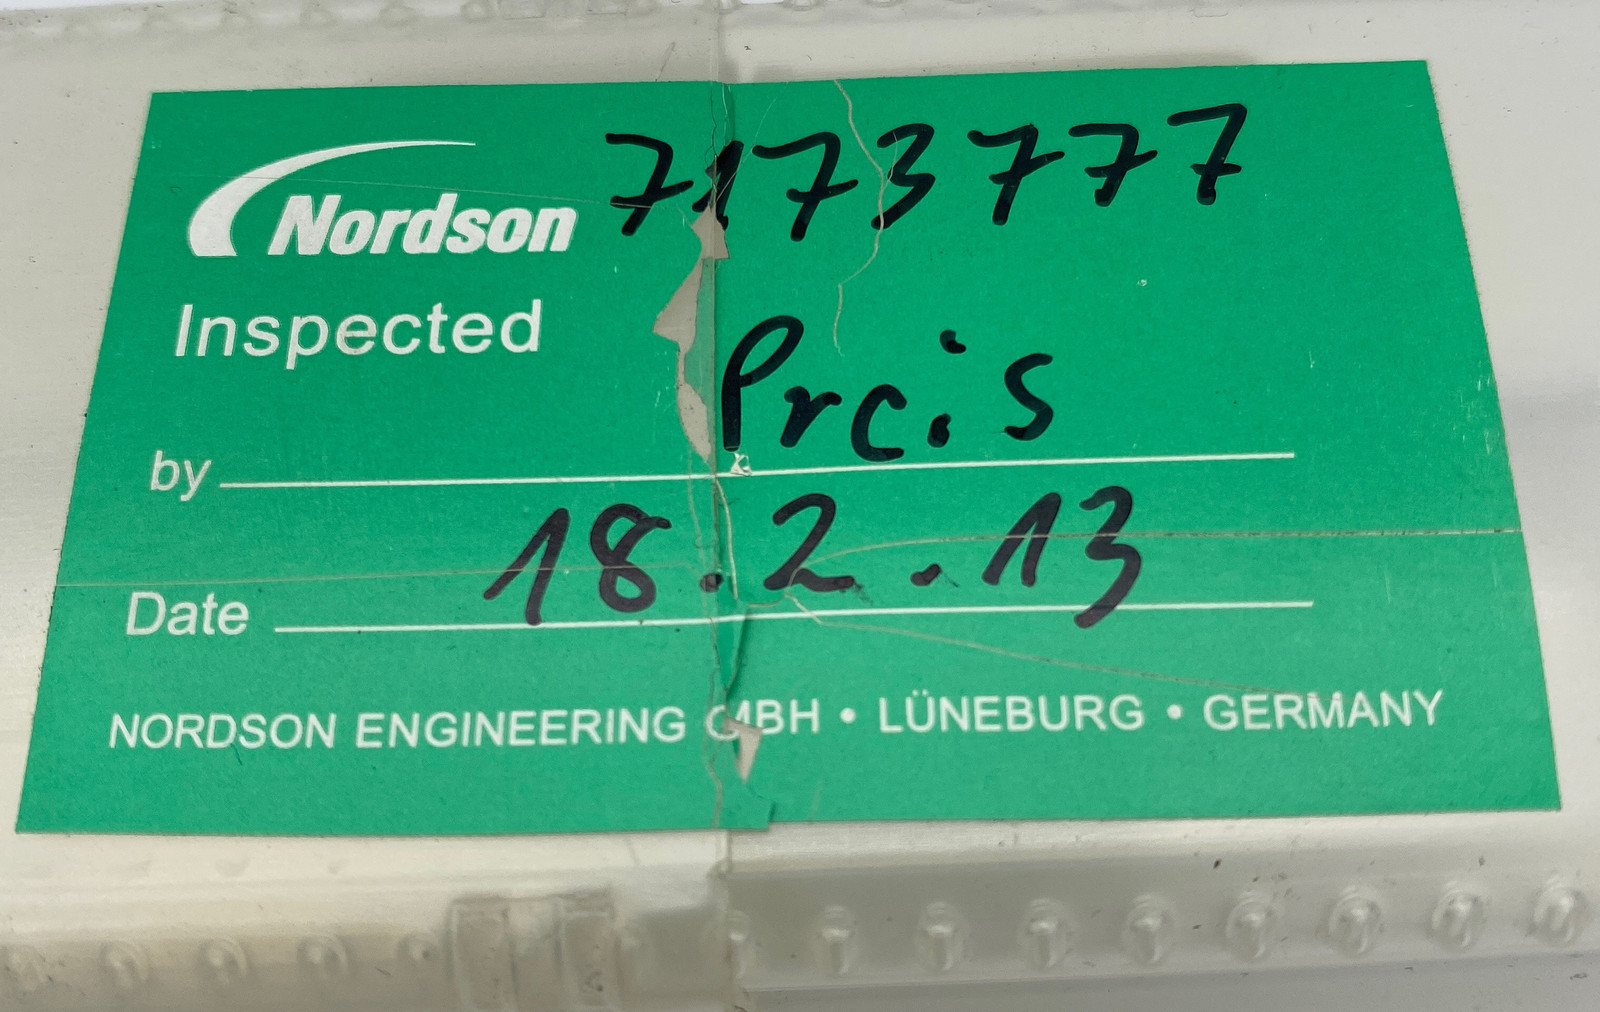 Nordson 7173777
Inspected
by Preis
Date 18.2.13
NORDSON ENGINEERING GMBH • LÜNEBURG • GERMANY